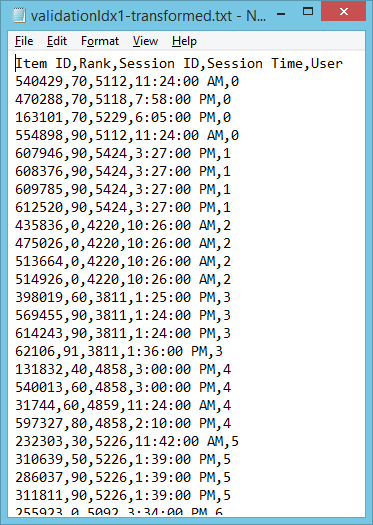 validationIdx1-transformed.txt - N...
File Edit Format View Help
Item ID,Rank,Session ID,Session Time,User
540429,70,5112,11:24:00 AM,0
470288,70,5118,7:58:00 PM,0
163101,70,5229,6:05:00 PM,0
554898,90,5112,11:24:00 AM,0
607946,90,5424,3:27:00 PM,1
608376,90,5424,3:27:00 PM,1
609785,90,5424,3:27:00 PM,1
612520,90,5424,3:27:00 PM,1
435836,0,4220,10:26:00 AM,2
475026,0,4220,10:26:00 AM,2
513664,0,4220,10:26:00 AM,2
514926,0,4220,10:26:00 AM,2
398019,60,3811,1:25:00 PM,3
569455,90,3811,1:24:00 PM,3
614243,90,3811,1:24:00 PM,3
62106,91,3811,1:36:00 PM,3
131832,40,4858,3:00:00 PM,4
540013,60,4858,3:00:00 PM,4
31744,60,4859,11:24:00 AM,4
597327,80,4858,2:10:00 PM,4
232303,30,5226,11:42:00 AM,5
310639,50,5226,1:39:00 PM,5
286037,90,5226,1:39:00 PM,5
311811,90,5226,1:39:00 PM,5
255923,0,5092,3:34:00 PM,6